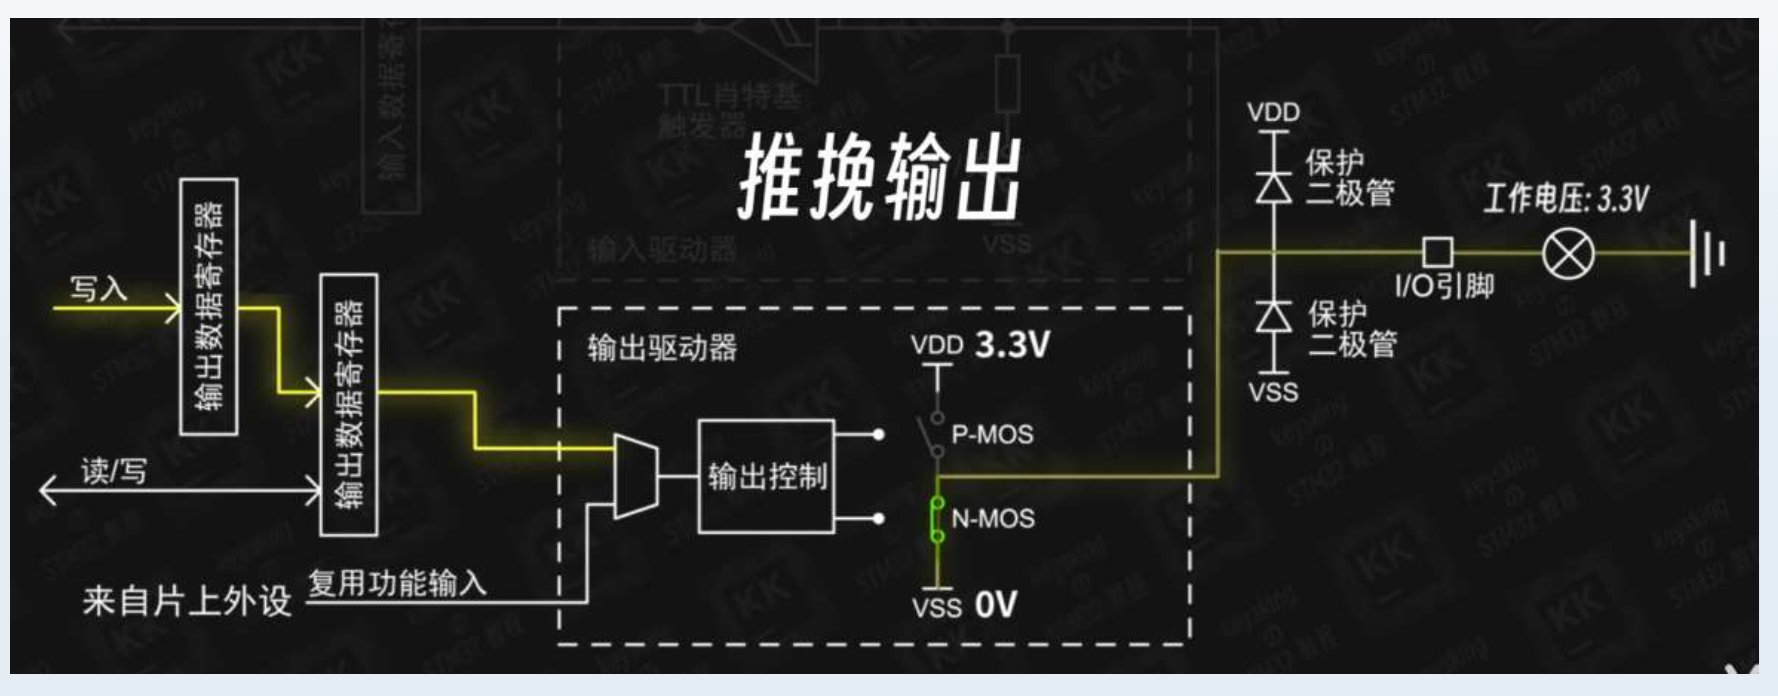 输入数据寄存
TTL肖特基
触发器
推挽输出
VDD
保护
二极管
工作电压: 3.3V
输出数据寄存器
输入驱动器
VSS
写入
I/O引脚
输出数据寄存器
保护
二极管
VSS
输出驱动器
VDD 3.3V
P-MOS
读/写
输出控制
N-MOS
来自片上外设
复用功能输入
VSS 0V